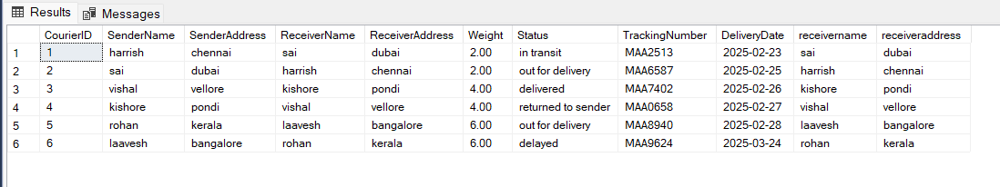 Results Messages
CourierID SenderName SenderAddress ReceiverName ReceiverAddress Weight Status TrackingNumber DeliveryDate receivername receiveraddress
1 1 harrish chennai sai dubai 2.00 in transit MAA2513 2025-02-23 sai dubai
2 2 sai dubai harrish chennai 2.00 out for delivery MAA6587 2025-02-25 harrish chennai
3 3 vishal vellore kishore pondi 4.00 delivered MAA7402 2025-02-26 kishore pondi
4 4 kishore pondi vishal vellore 4.00 returned to sender MAA0658 2025-02-27 vishal vellore
5 5 rohan kerala laavesh bangalore 6.00 out for delivery MAA8940 2025-02-28 laavesh bangalore
6 6 laavesh bangalore rohan kerala 6.00 delayed MAA9624 2025-03-24 rohan kerala